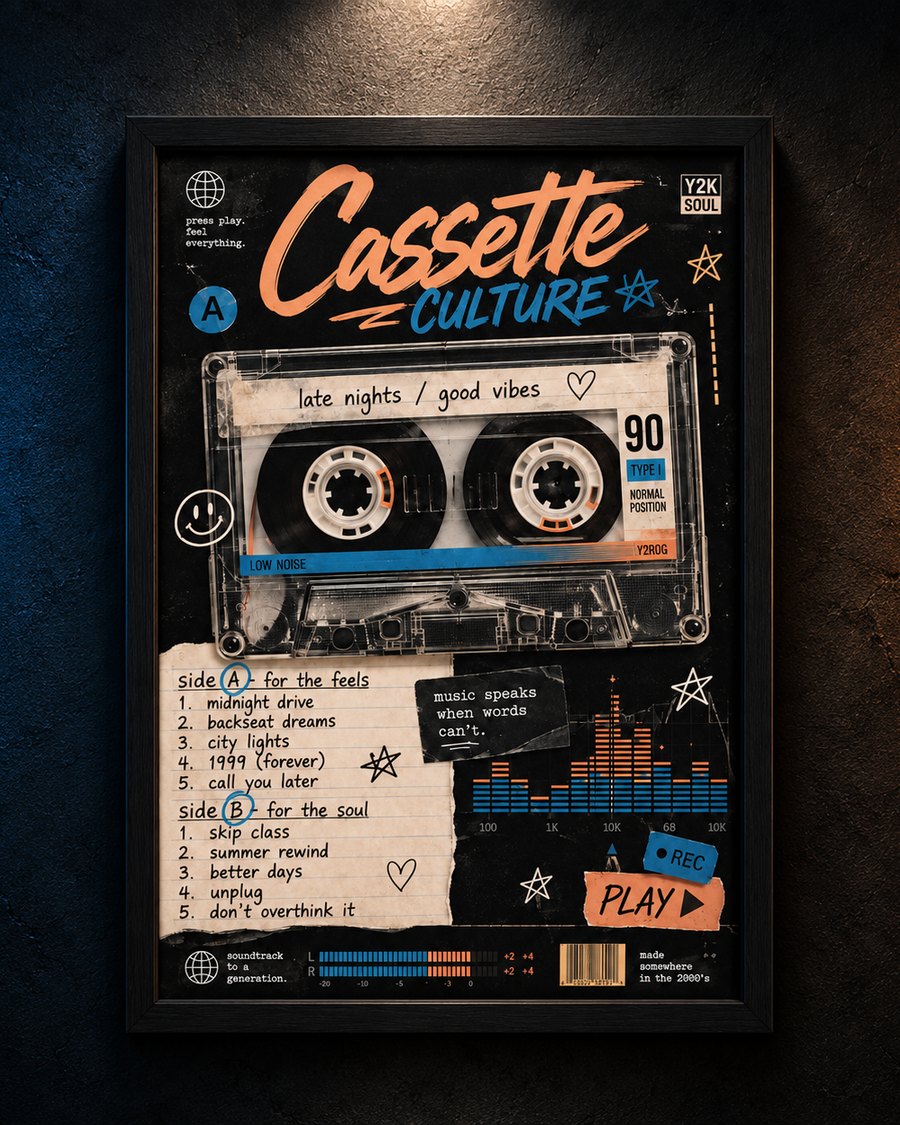 Cassette
CULTURE
press play.
feel
everything.
Y2K
SOUL
A
late nights / good vibes
90
TYPE I
NORMAL
POSITION
LOW NOISE
Y2ROG
side A - for the feels
1. midnight drive
2. backseat dreams
3. city lights
4. 1999 (forever)
5. call you later
side B - for the soul
1. skip class
2. summer rewind
3. better days
4. unplug
5. don't overthink it
music speaks
when words
can't.
100 1K 10K 68 10K
REC
PLAY
soundtrack
to a
generation.
L +2 +4
R +2 +4
-20 -10 -5 -3 0
made
somewhere
in the 2000's